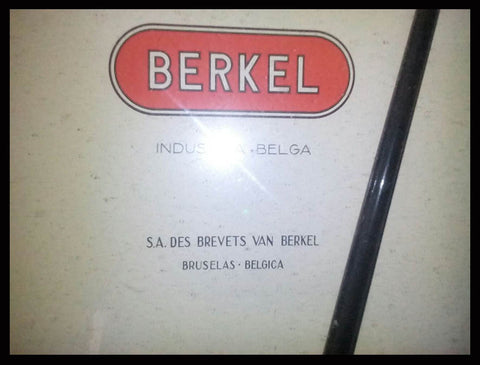 BERKEL
BELGA
S.A. DES BREVETS VAN BERKEL
BRUSELAS · BELGICA